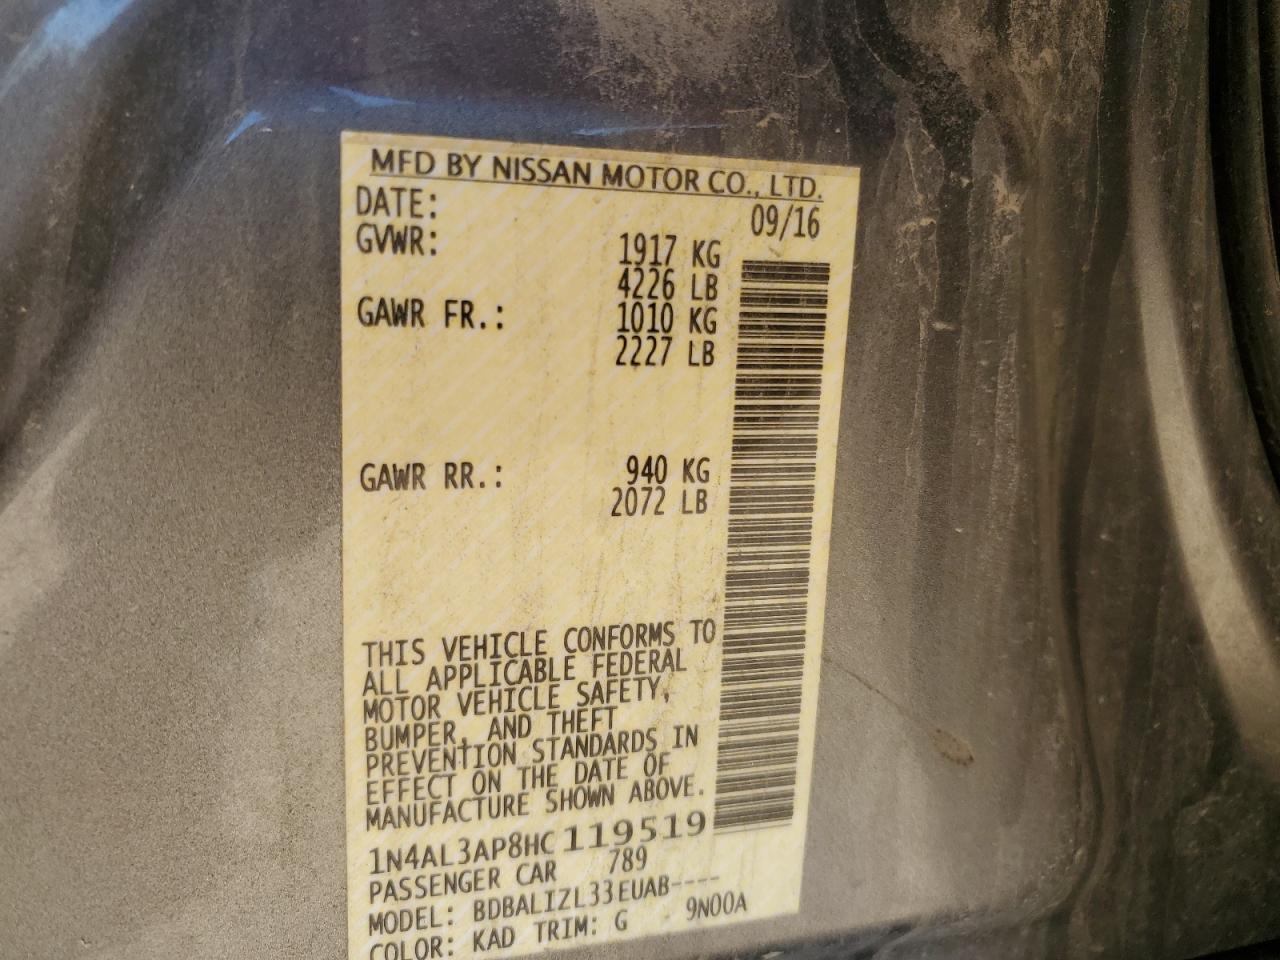 MFD BY NISSAN MOTOR CO., LTD.
DATE: 09/16
GVWR: 1917 KG
4226 LB
GAWR FR.: 1010 KG
2227 LB
GAWR RR.: 940 KG
2072 LB
THIS VEHICLE CONFORMS TO
ALL APPLICABLE FEDERAL
MOTOR VEHICLE SAFETY,
BUMPER, AND THEFT
PREVENTION STANDARDS IN
EFFECT ON THE DATE OF
MANUFACTURE SHOWN ABOVE.
1N4AL3AP8HC119519
PASSENGER CAR 789
MODEL: BDBALIZL33EUAB----
COLOR: KAD TRIM: G 9N00A